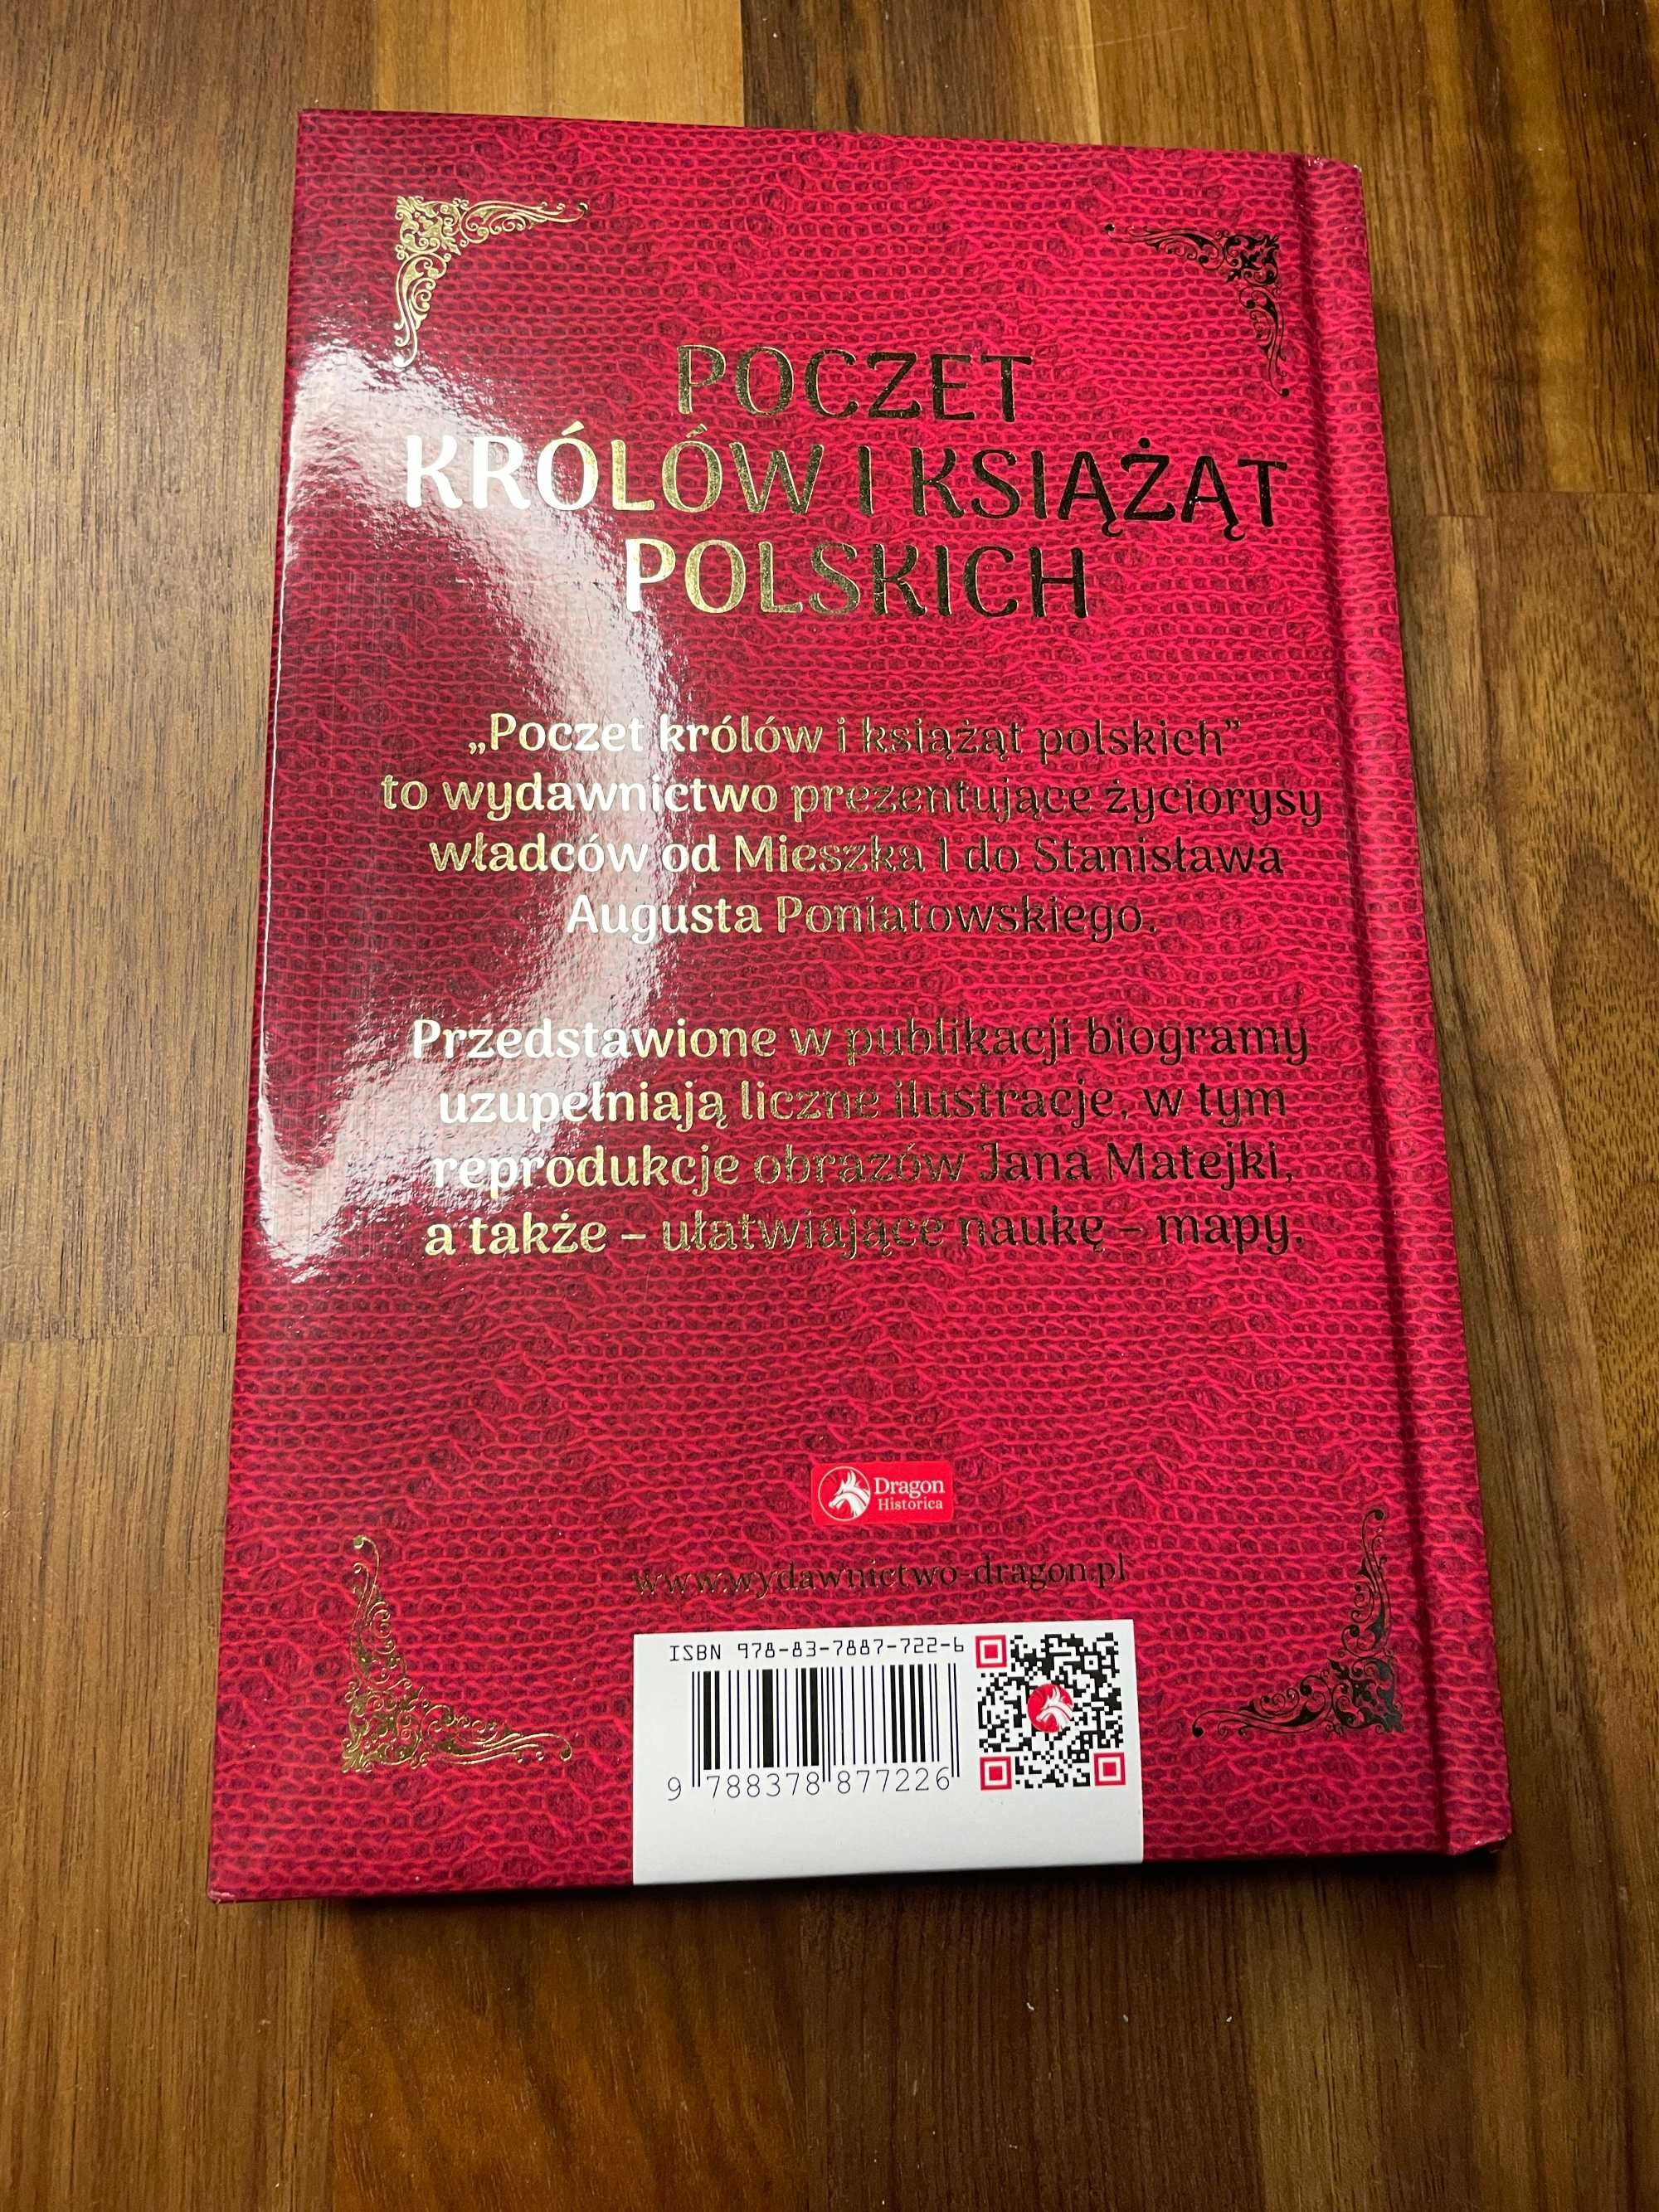 POCZET
KRÓLÓW I KSIĄŻĄT
POLSKICH
„Poczet królów i książąt polskich”
to wydawnictwo prezentujące życiorysy
władców od Mieszka I do Stanisława
Augusta Poniatowskiego.
Przedstawione w publikacji biogramy
uzupełniają liczne ilustracje, w tym
reprodukcje obrazów Jana Matejki,
a także – ułatwiające naukę – mapy.
Dragon
Historica
www.wydawnictwo-dragon.pl
ISBN 978-83-7887-722-6
9 788378 877226